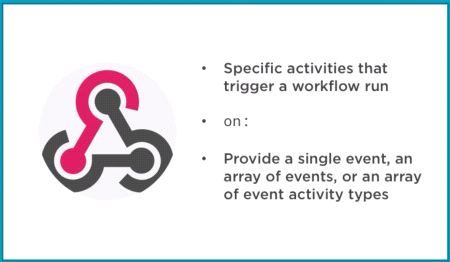 • Specific activities that
trigger a workflow run
• on:
• Provide a single event, an
array of events, or an array
of event activity types